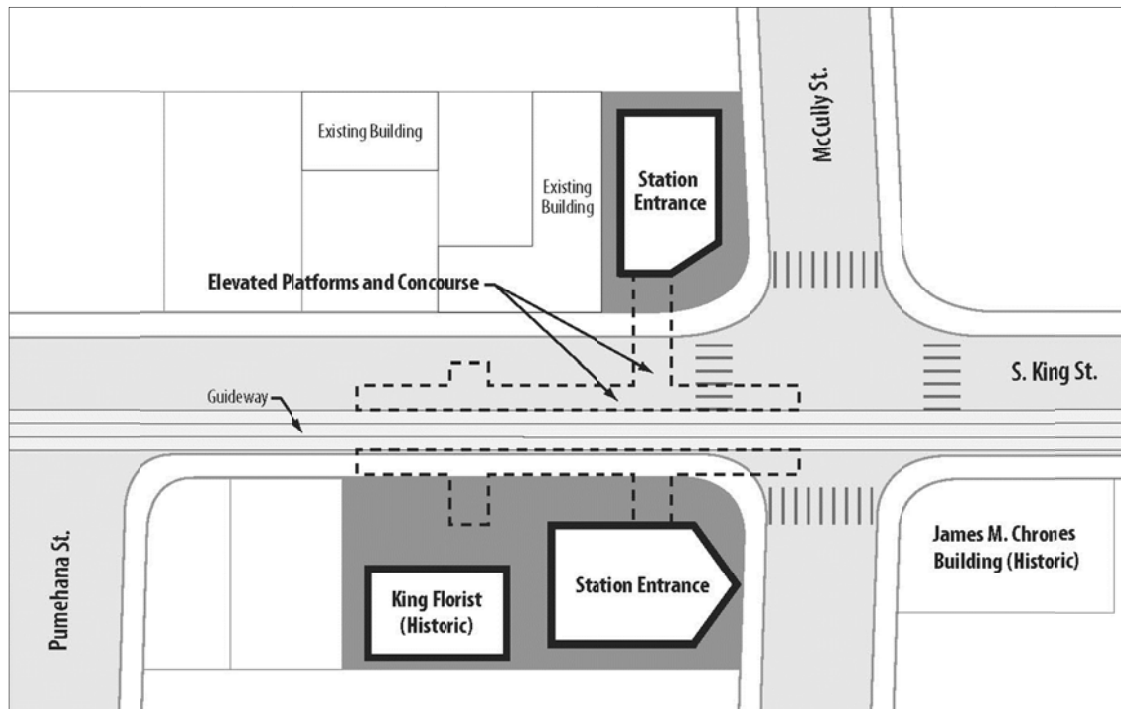 McCully St.
Existing Building
Existing
Building
Station
Entrance
Elevated Platforms and Concourse
S. King St.
Guideway
Pumehana St.
King Florist
(Historic)
Station Entrance
James M. Chrones
Building (Historic)